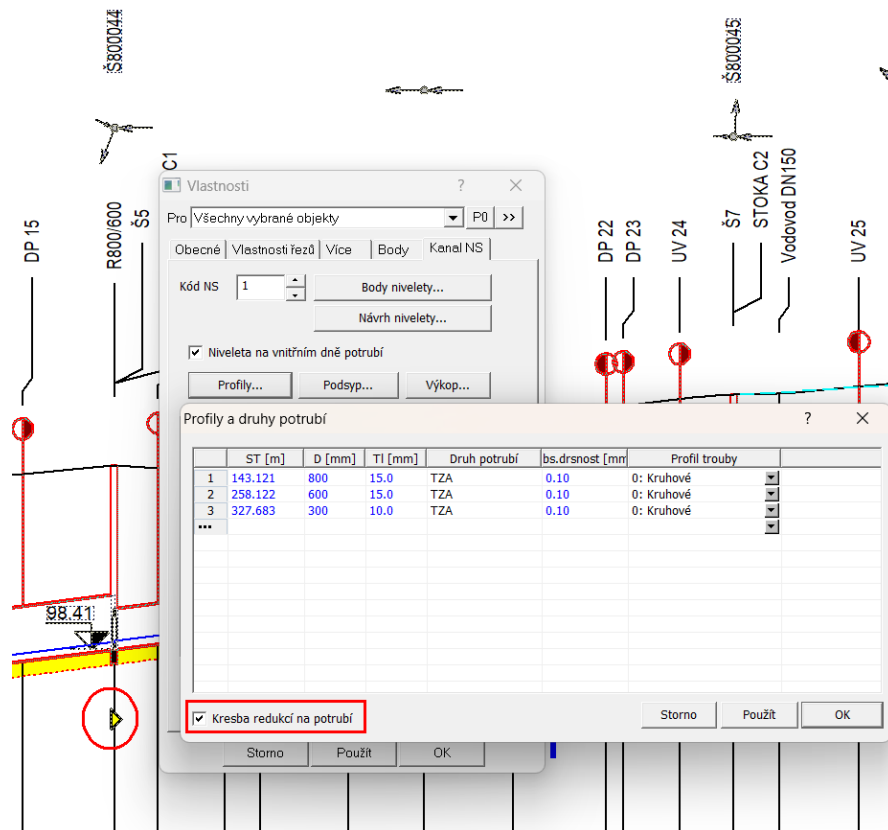 Š800044
Š800045
DP 15
R800/600
Š5
C1
DP 22
DP 23
UV 24
Š7
STOKA C2
Vodovod DN150
UV 25
98.41
Vlastnosti
?
Pro Všechny vybrané objekty P0 >>
Obecné Vlastnosti řezů Více Body Kanal NS
Kód NS 1 Body nivelety...
Návrh nivelety...
Niveleta na vnitřním dně potrubí
Profily... Podsyp... Výkop...
Profily a druhy potrubí ?
ST [m] D [mm] Tl [mm] Druh potrubí bs.drsnost [mm Profil trouby
1 143.121 800 15.0 TZA 0.10 0: Kruhové
2 258.122 600 15.0 TZA 0.10 0: Kruhové
3 327.683 300 10.0 TZA 0.10 0: Kruhové
...
Kresba redukcí na potrubí Storno Použít OK
Storno Použít OK